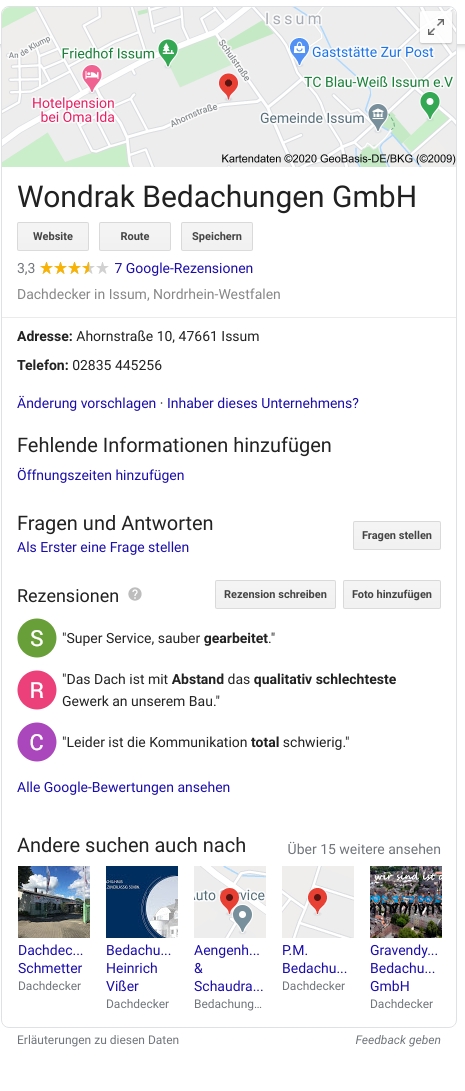 Issum
An de Klump
Friedhof Issum
Schulstraße
Gaststätte Zur Post
Hotelpension
bei Oma Ida
TC Blau-Weiß Issum e.V
Ahornstraße
Gemeinde Issum
Kartendaten ©2020 GeoBasis-DE/BKG (©2009)
Wondrak Bedachungen GmbH
Website Route Speichern
3,3 7 Google-Rezensionen
Dachdecker in Issum, Nordrhein-Westfalen
Adresse: Ahornstraße 10, 47661 Issum
Telefon: 02835 445256
Änderung vorschlagen · Inhaber dieses Unternehmens?
Fehlende Informationen hinzufügen
Öffnungszeiten hinzufügen
Fragen und Antworten
Als Erster eine Frage stellen
Fragen stellen
Rezensionen ? Rezension schreiben Foto hinzufügen
S "Super Service, sauber gearbeitet."
R "Das Dach ist mit Abstand das qualitativ schlechteste
Gewerk an unserem Bau."
C "Leider ist die Kommunikation total schwierig."
Alle Google-Bewertungen ansehen
Andere suchen auch nach Über 15 weitere ansehen
wir sind ist
Dachdec...
Schmetter
Dachdecker
Bedachu...
Heinrich
Vißer
Dachdecker
Aengenh...
&
Schaudra...
Bedachung...
P.M.
Bedachu...
Dachdecker
Gravendy...
Bedachu...
GmbH
Dachdecker
Erläuterungen zu diesen Daten Feedback geben